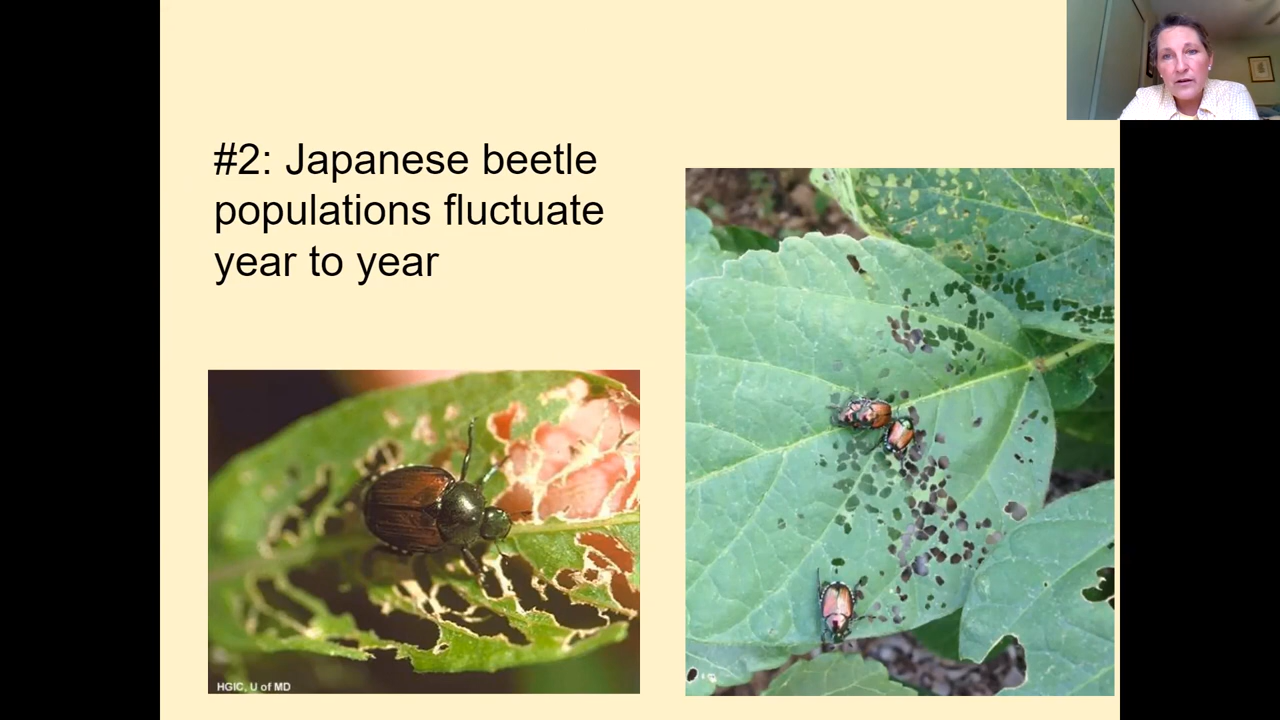 #2: Japanese beetle
populations fluctuate
year to year
HGIC, U of MD